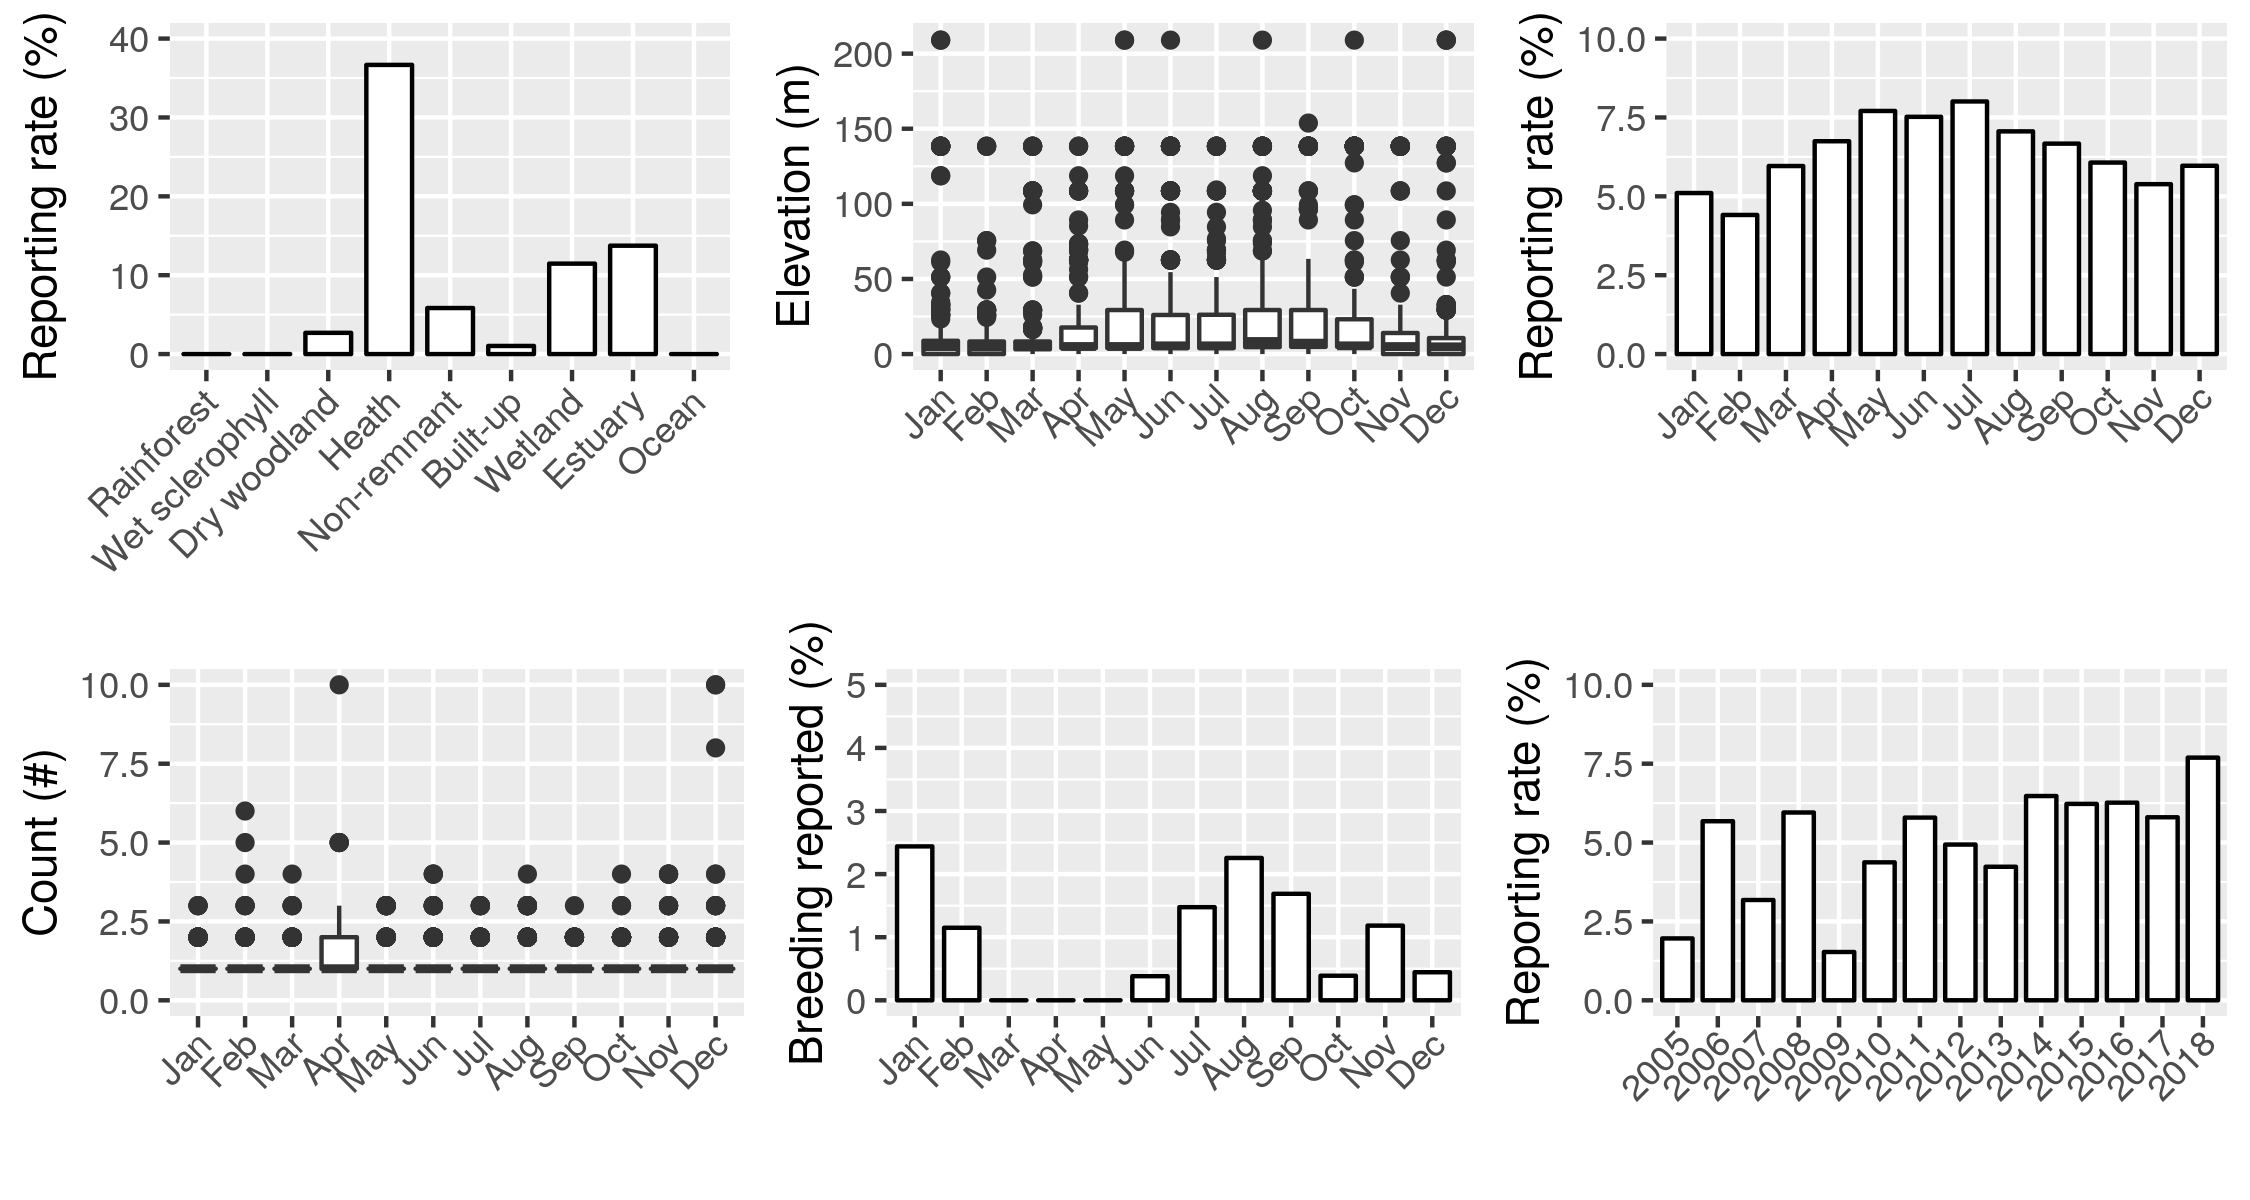 Reporting rate (%)
40
30
20
10
0
Rainforest
Wet sclerophyll
Dry woodland
Heath
Non-remnant
Built-up
Wetland
Estuary
Ocean
Elevation (m)
200
150
100
50
0
Jan
Feb
Mar
Apr
May
Jun
Jul
Aug
Sep
Oct
Nov
Dec
Reporting rate (%)
10.0
7.5
5.0
2.5
0.0
Jan
Feb
Mar
Apr
May
Jun
Jul
Aug
Sep
Oct
Nov
Dec
Count (#)
10.0
7.5
5.0
2.5
0.0
Jan
Feb
Mar
Apr
May
Jun
Jul
Aug
Sep
Oct
Nov
Dec
Breeding reported (%)
5
4
3
2
1
0
Jan
Feb
Mar
Apr
May
Jun
Jul
Aug
Sep
Oct
Nov
Dec
Reporting rate (%)
10.0
7.5
5.0
2.5
0.0
2005
2006
2007
2008
2009
2010
2011
2012
2013
2014
2015
2016
2017
2018